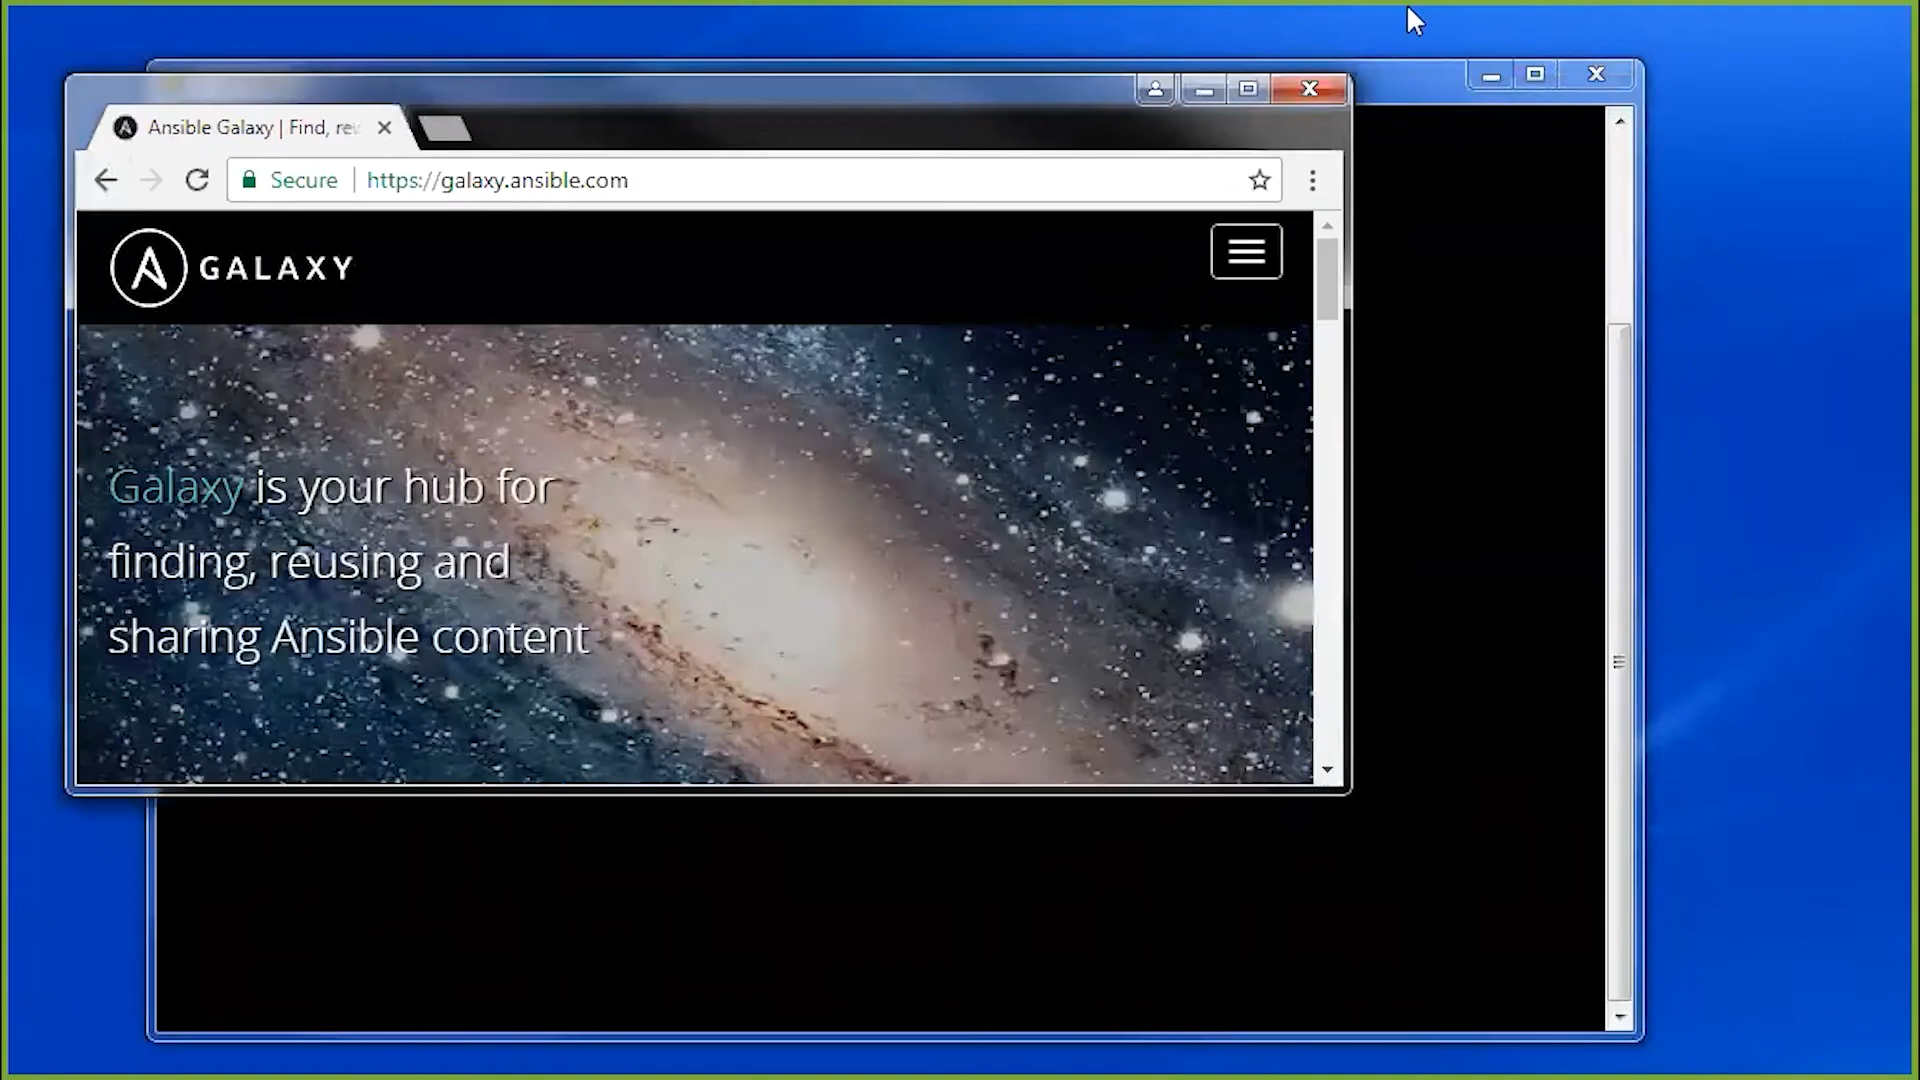 Ansible Galaxy | Find, reu
Secure | https://galaxy.ansible.com
GALAXY
Galaxy is your hub for
finding, reusing and
sharing Ansible content